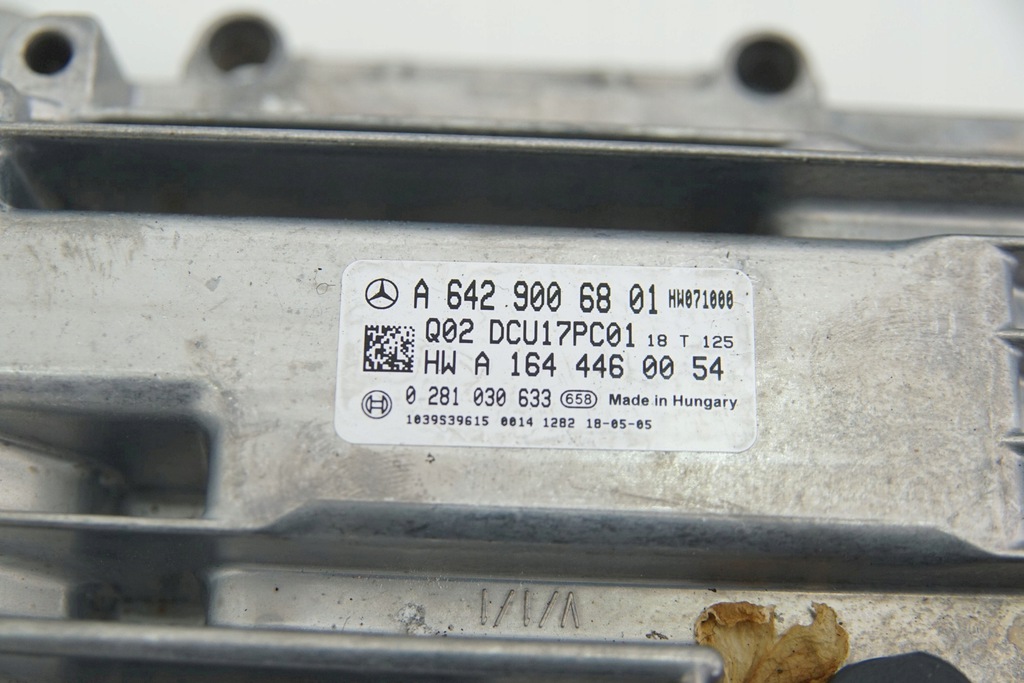 A 642 900 68 01 HW071000
Q02 DCU17PC01 18 T 125
HW A 164 446 00 54
0 281 030 633 658 Made in Hungary
1039S39615 0014 1282 18-05-05